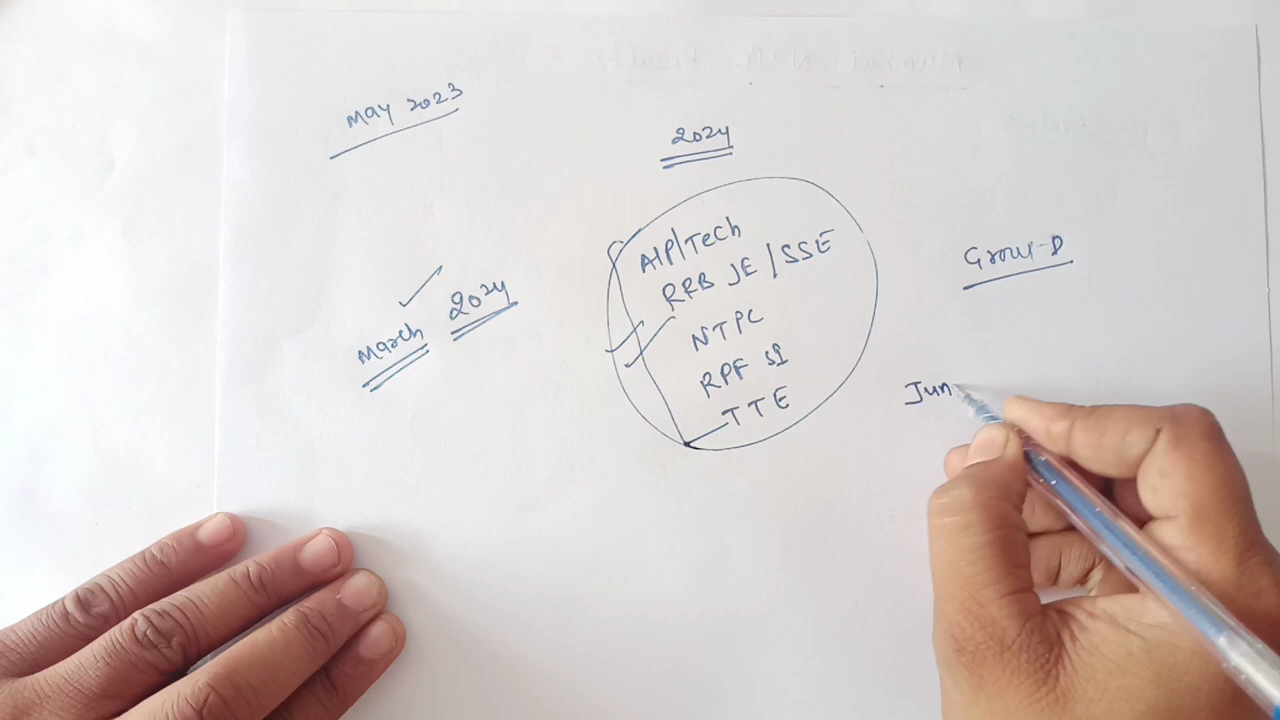 May 2023
2024
AlP/Tech
RRB JE/SSE
NTPC
RPF SI
TTE
March 2024
Group-D
Jun